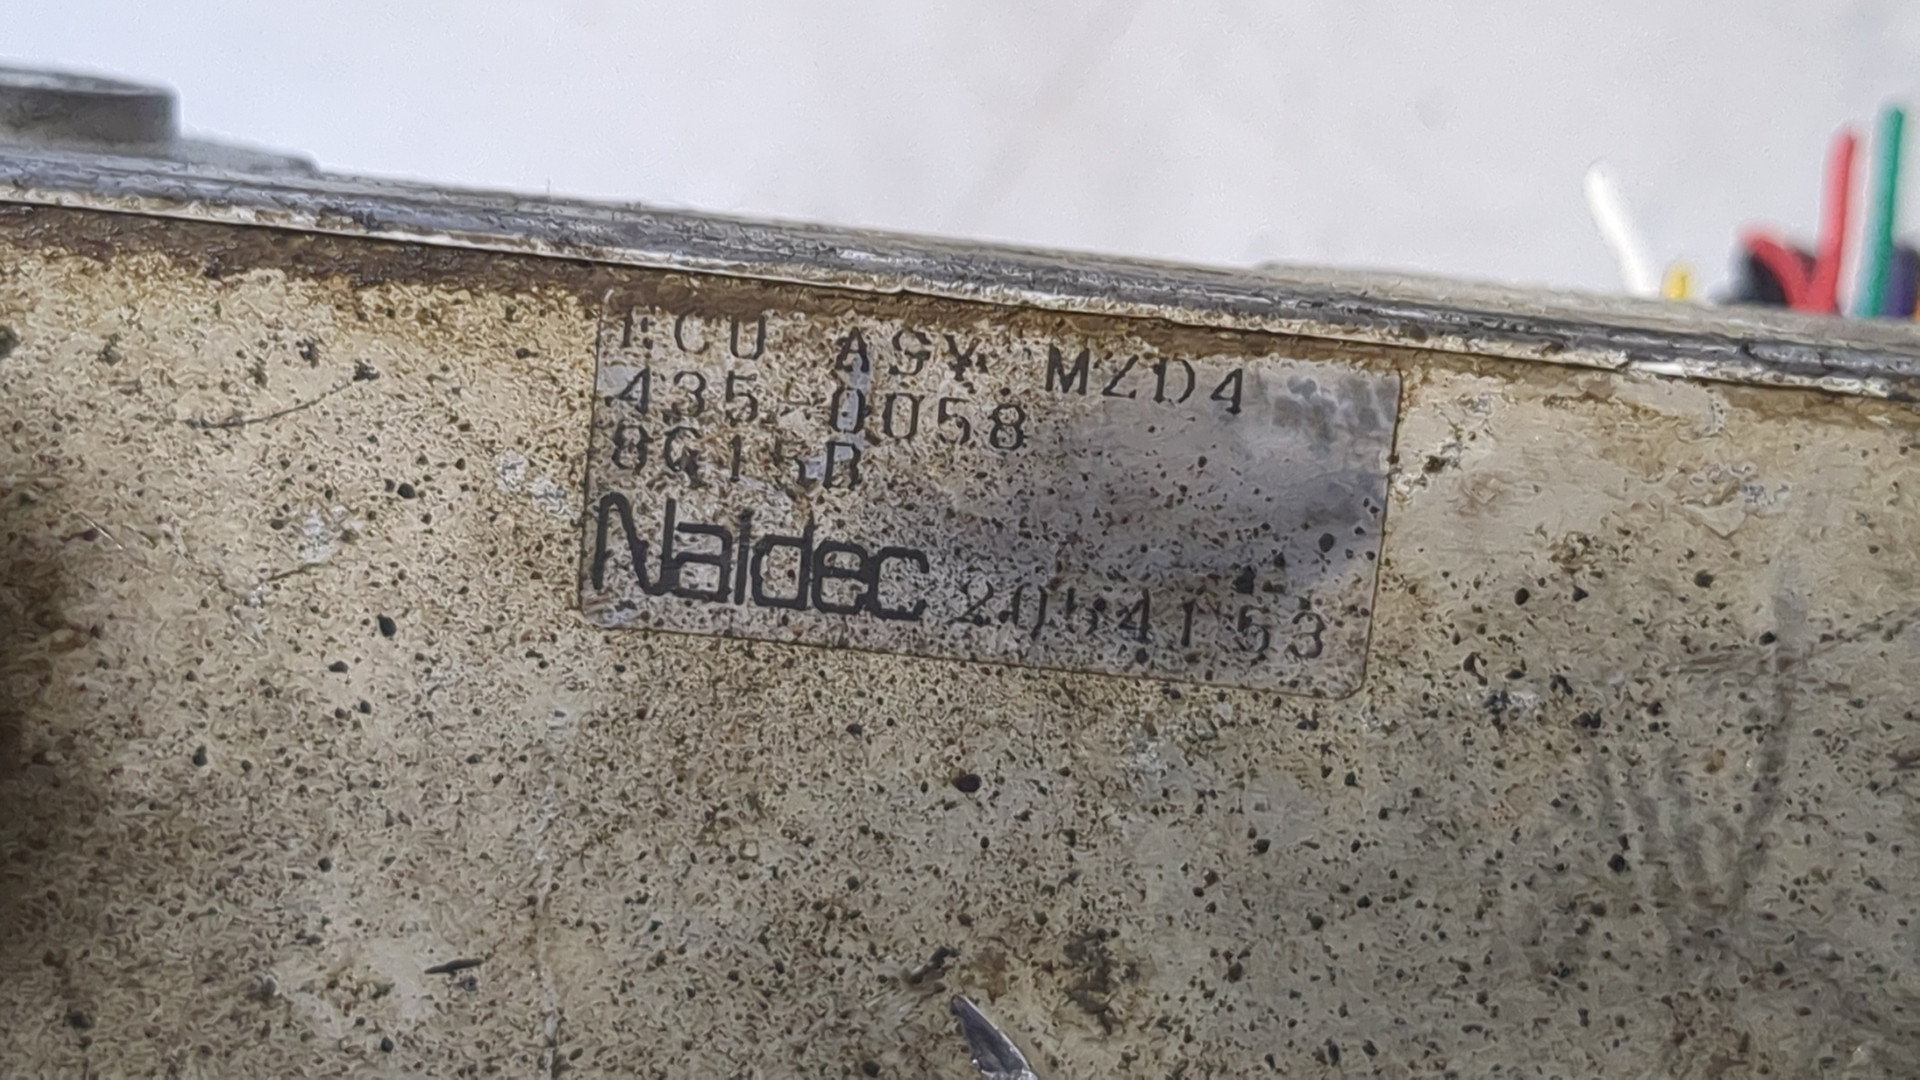 ECU ASY MZD4
435-0058
8G15B
Naldec 2054153